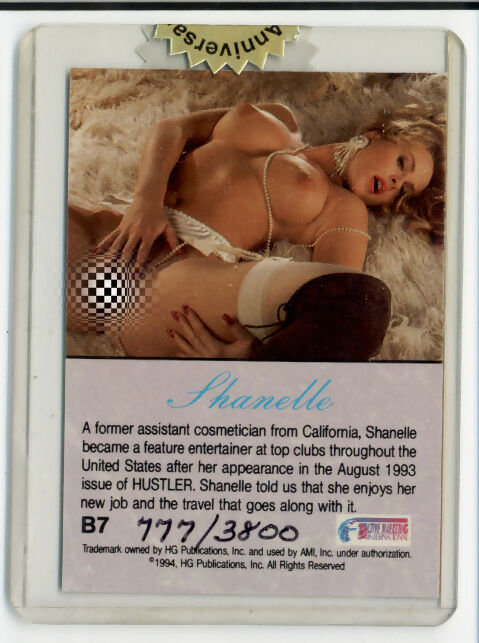 Anniversa
Shanelle
A former assistant cosmetician from California, Shanelle
became a feature entertainer at top clubs throughout the
United States after her appearance in the August 1993
issue of HUSTLER. Shanelle told us that she enjoys her
new job and the travel that goes along with it.
B7 777/3800
ACTIVE MARKETING
INTERNATIONAL
Trademark owned by HG Publications, Inc. and used by AMI, Inc. under authorization.
©1994, HG Publications, Inc. All Rights Reserved